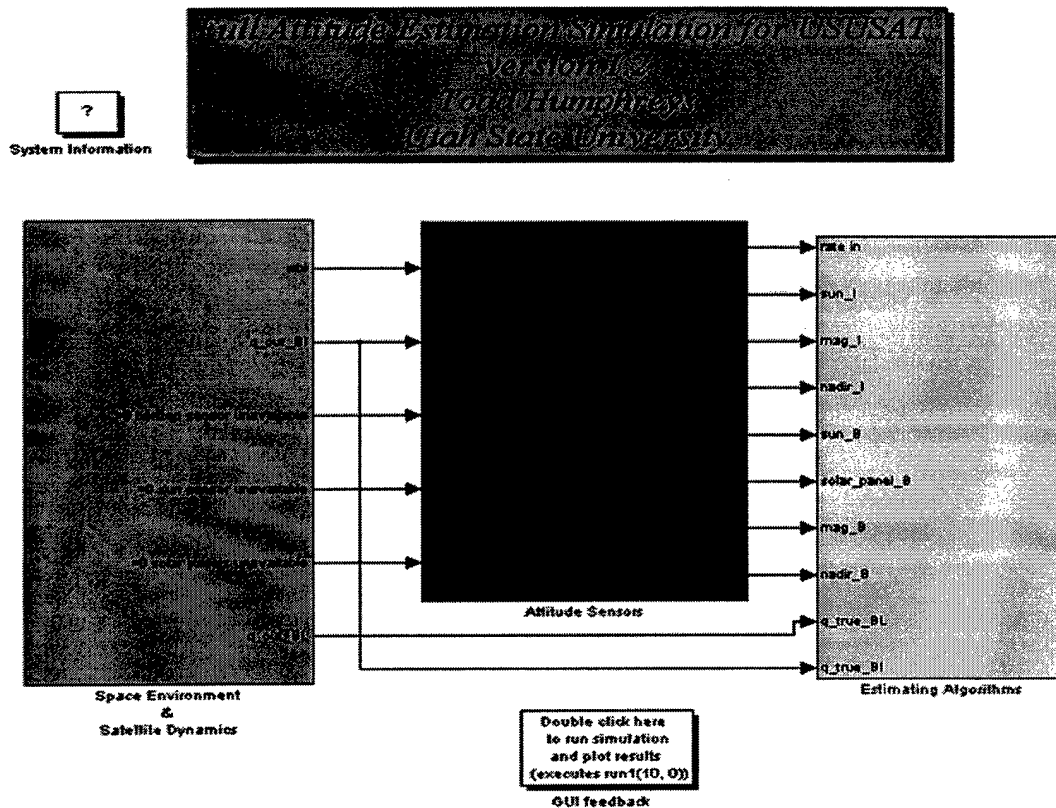 Full Attitude Estimation Simulation for USUSAT
version 1.2
Todd Humphreys
Utah State University
?
System Information
q_out_BI
rate in
sun_I
mag_I
nadir_I
sun_B
solar_panel_B
mag_B
nadir_B
q_true_BL
q_true_BI
Attitude Sensors
Estimating Algorithms
Space Environment
&
Satellite Dynamics
Double click here
to run simulation
and plot results
(executes run1(10, 0))
GUI feedback